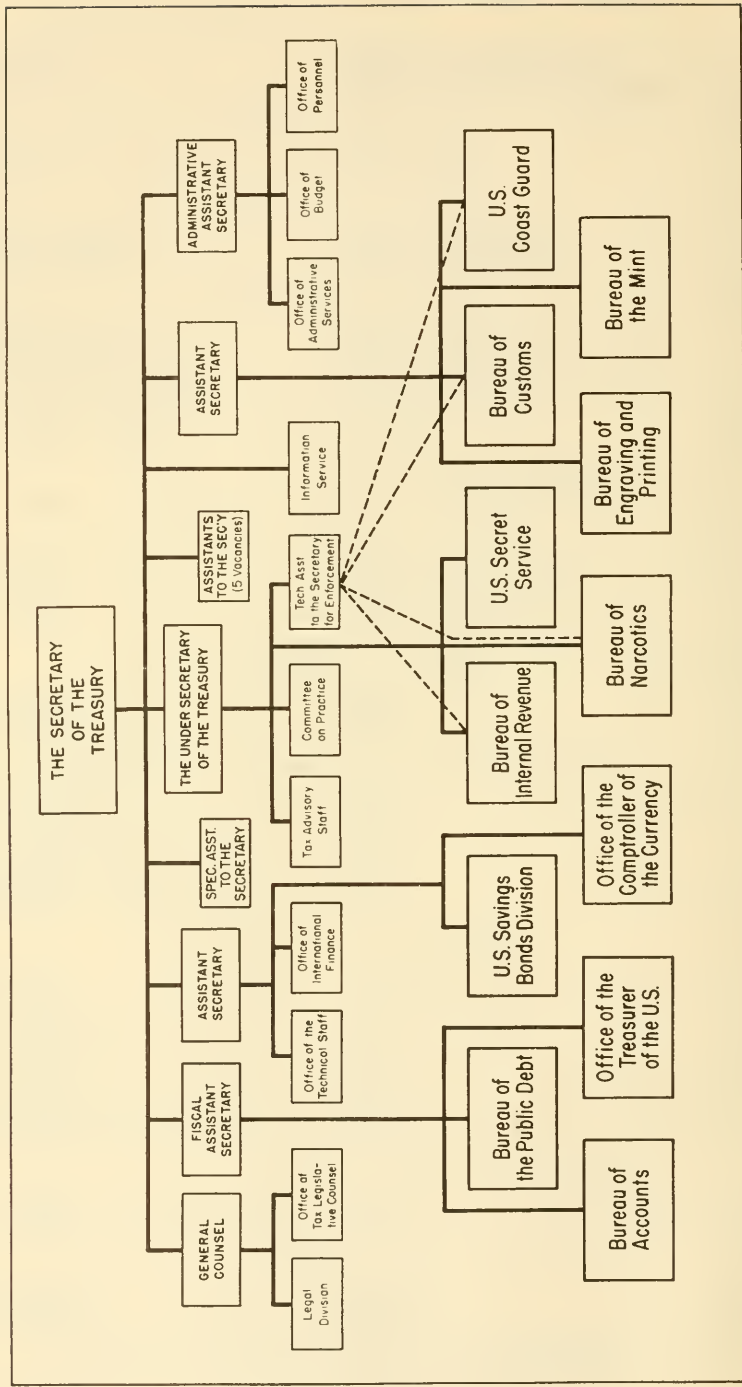 THE SECRETARY
OF THE
TREASURY
GENERAL
COUNSEL
FISCAL
ASSISTANT
SECRETARY
ASSISTANT
SECRETARY
SPEC. ASST.
TO THE
SECRETARY
THE UNDER SECRETARY
OF THE TREASURY
ASSISTANTS
TO THE SEC'Y
(5 Vacancies)
ASSISTANT
SECRETARY
ADMINISTRATIVE
ASSISTANT
SECRETARY
Legal
Division
Office of
Tax Legisla-
tive Counsel
Office of the
Technical Staff
Office of
International
Finance
Tax Advisory
Staff
Committee
on Practice
Tech Asst
to the Secretary
for Enforcement
Information
Service
Office of
Administrative
Services
Office of
Budget
Office of
Personnel
Bureau of
the Public Debt
U.S. Savings
Bonds Division
Bureau of
Internal Revenue
U.S. Secret
Service
Bureau of
Customs
U.S.
Coast Guard
Bureau of
Accounts
Office of the
Treasurer
of the U.S.
Office of the
Comptroller of
the Currency
Bureau of
Narcotics
Bureau of
Engraving and
Printing
Bureau of
the Mint